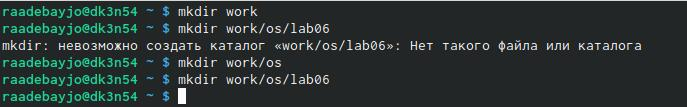 raadebayjo@dk3n54 ~ $ mkdir work
raadebayjo@dk3n54 ~ $ mkdir work/os/lab06
mkdir: невозможно создать каталог «work/os/lab06»: Нет такого файла или каталога
raadebayjo@dk3n54 ~ $ mkdir work/os
raadebayjo@dk3n54 ~ $ mkdir work/os/lab06
raadebayjo@dk3n54 ~ $